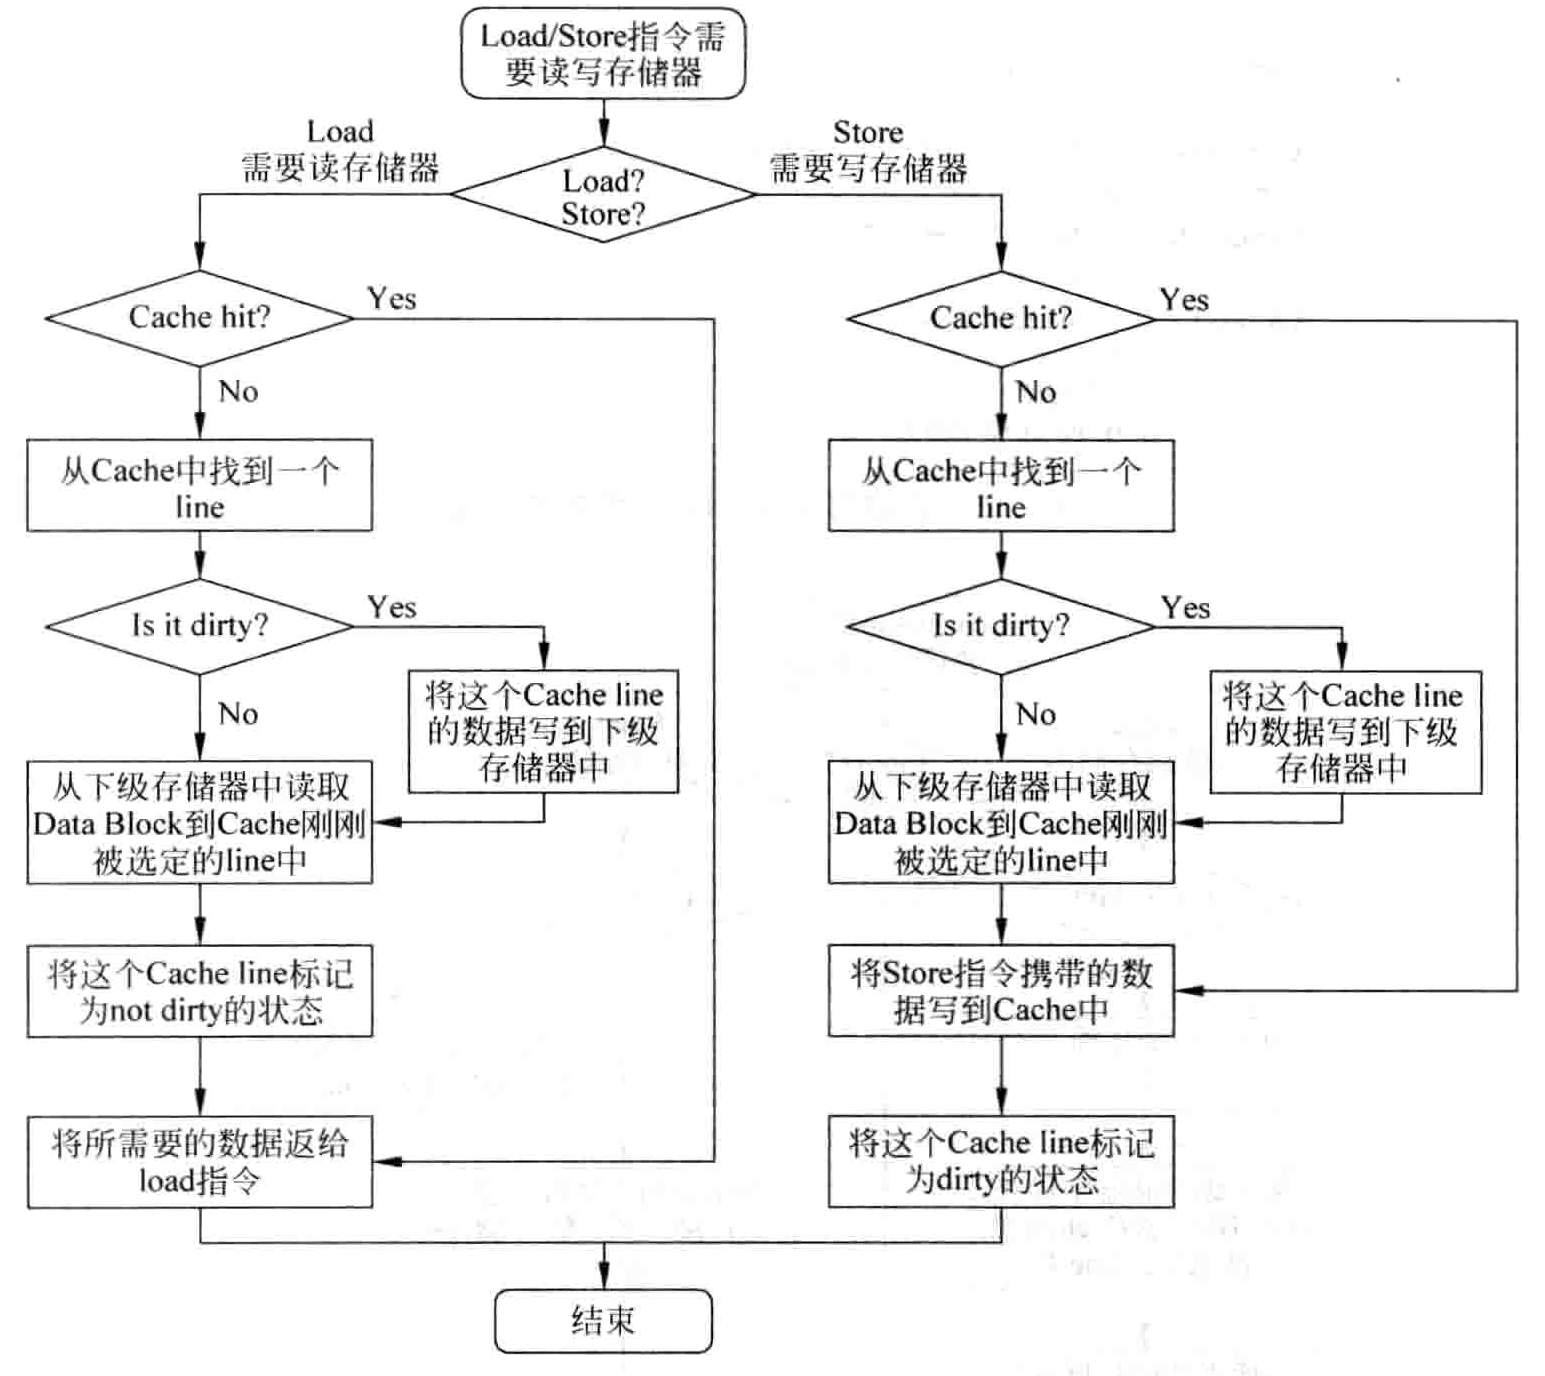 Load/Store指令需
要读写存储器
Load
需要读存储器
Store
需要写存储器
Load?
Store?
Cache hit?
Yes
No
从Cache中找到一个
line
Is it dirty?
Yes
No
将这个Cache line
的数据写到下级
存储器中
从下级存储器中读取
Data Block到Cache刚刚
被选定的line中
将这个Cache line标记
为not dirty的状态
将所需要的数据返给
load指令
Cache hit?
Yes
No
从Cache中找到一个
line
Is it dirty?
Yes
No
将这个Cache line
的数据写到下级
存储器中
从下级存储器中读取
Data Block到Cache刚刚
被选定的line中
将Store指令携带的数
据写到Cache中
将这个Cache line标记
为dirty的状态
结束